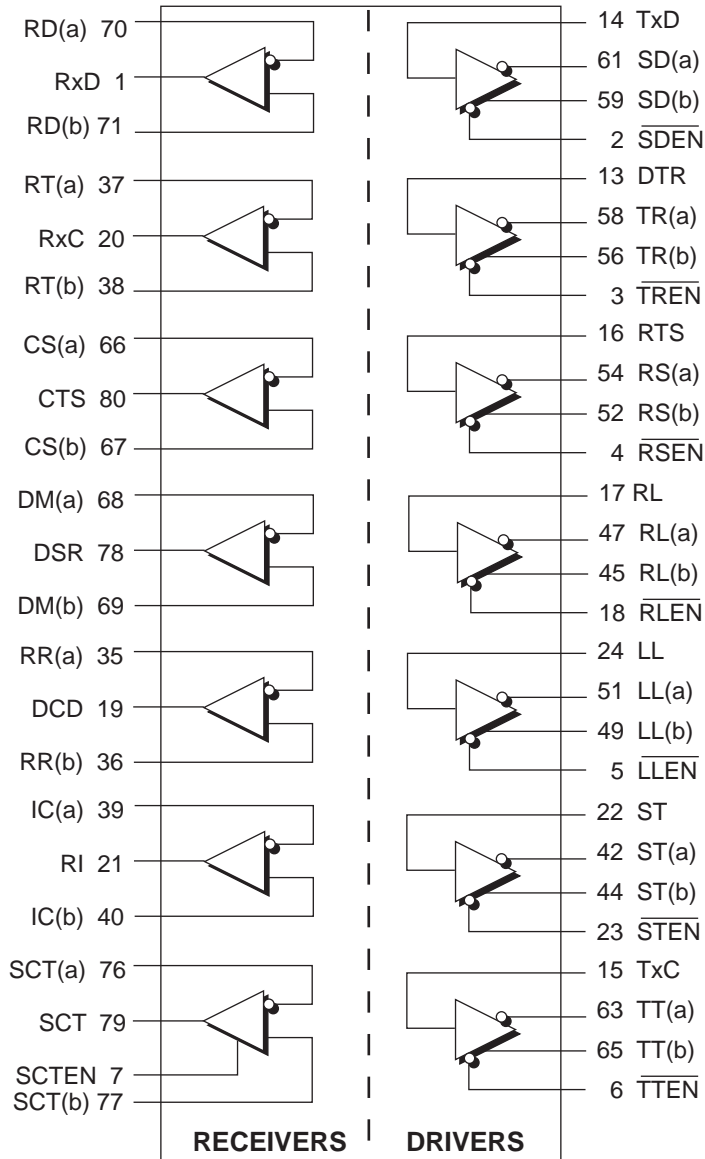 RD(a) 70
RxD 1
RD(b) 71
RT(a) 37
RxC 20
RT(b) 38
CS(a) 66
CTS 80
CS(b) 67
DM(a) 68
DSR 78
DM(b) 69
RR(a) 35
DCD 19
RR(b) 36
IC(a) 39
RI 21
IC(b) 40
SCT(a) 76
SCT 79
SCTEN 7
SCT(b) 77
RECEIVERS
14 TxD
61 SD(a)
59 SD(b)
2 SDEN
13 DTR
58 TR(a)
56 TR(b)
3 TREN
16 RTS
54 RS(a)
52 RS(b)
4 RSEN
17 RL
47 RL(a)
45 RL(b)
18 RLEN
24 LL
51 LL(a)
49 LL(b)
5 LLEN
22 ST
42 ST(a)
44 ST(b)
23 STEN
15 TxC
63 TT(a)
65 TT(b)
6 TTEN
DRIVERS